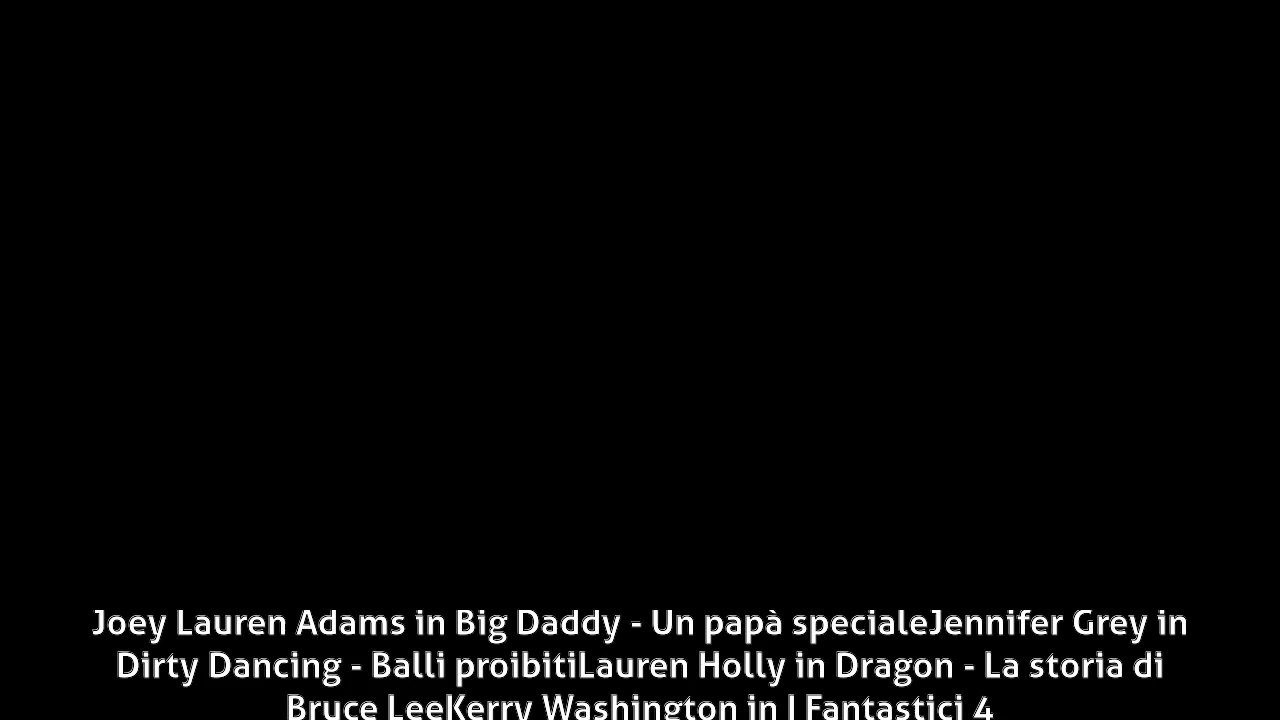 Joey Lauren Adams in Big Daddy - Un papà specialeJennifer Grey in
Dirty Dancing - Balli proibitiLauren Holly in Dragon - La storia di
Bruce LeeKerry Washington in I Fantastici 4